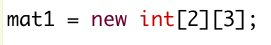 mat1 = new int[2][3];